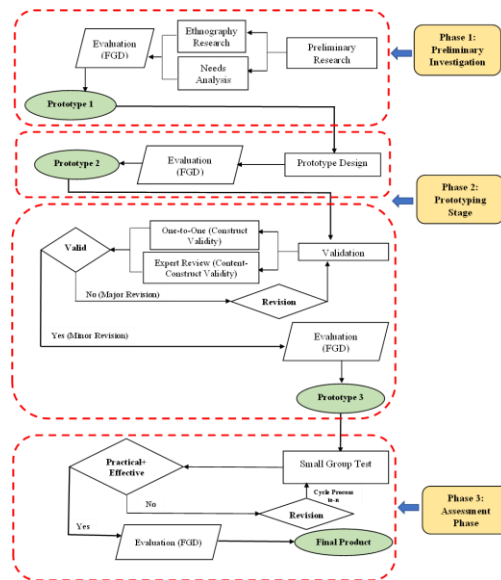 Evaluation
(FGD)
Ethnography
Research
Needs
Analysis
Preliminary
Research
Phase 1:
Preliminary
Investigation
Prototype 1
Prototype 2
Evaluation
(FGD)
Prototype Design
Phase 2:
Prototyping
Stage
Valid
One-to-One (Construct
Validity)
Expert Review (Content-
Construct Validity)
Validation
No (Major Revision)
Revision
Yes (Minor Revision)
Evaluation
(FGD)
Prototype 3
Practical+
Effective
Small Group Test
Cycle Process
to-n
No
Revision
Phase 3:
Assessment
Phase
Yes
Evaluation (FGD)
Final Product